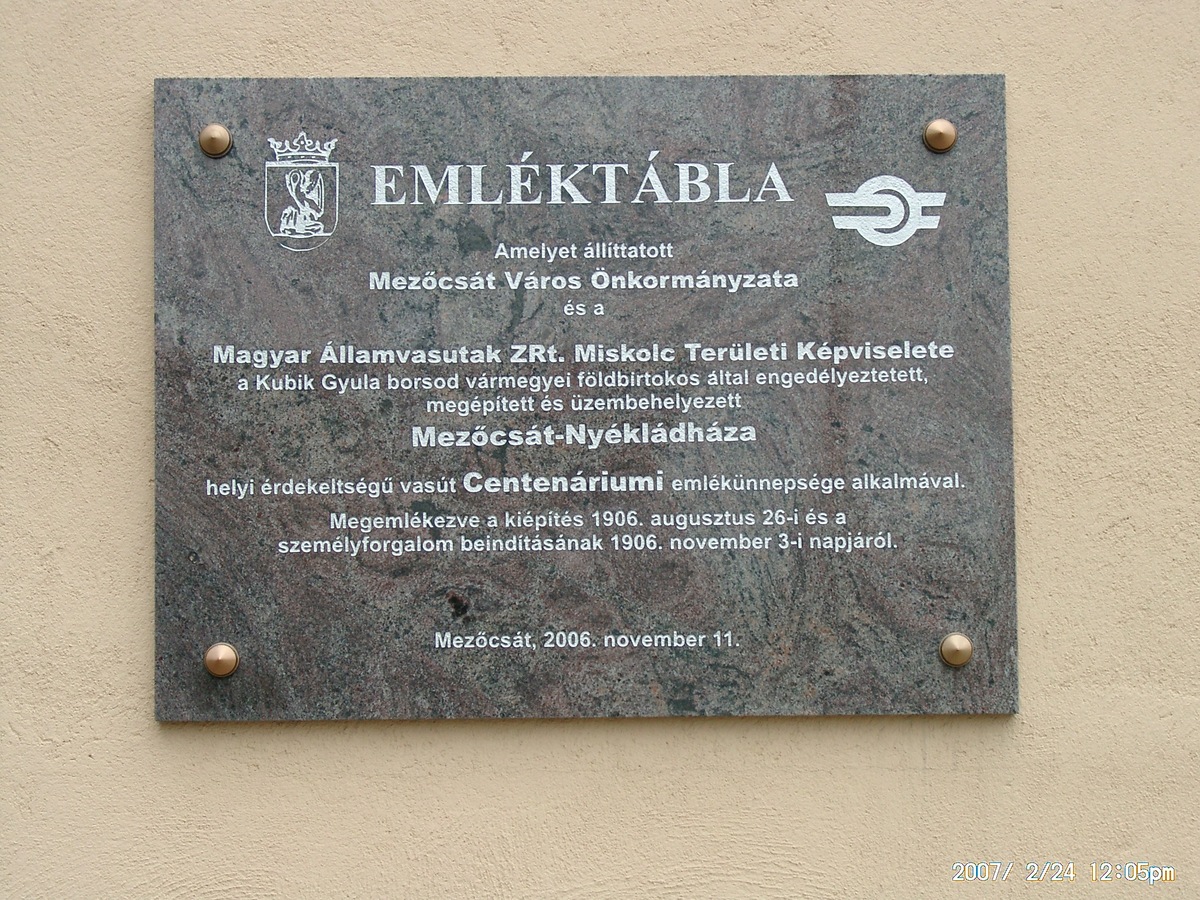 EMLÉKTÁBLA
Amelyet állíttatott
Mezőcsát Város Önkormányzata
és a
Magyar Államvasutak ZRt. Miskolc Területi Képviselete
a Kubik Gyula borsod vármegyei földbirtokos által engedélyeztetett,
megépített és üzembehelyezett
Mezőcsát-Nyékládháza
helyi érdekeltségű vasút Centenáriumi emlékünnepsége alkalmával.
Megemlékezve a kiépítés 1906. augusztus 26-i és a
személyforgalom beindításának 1906. november 3-i napjáról.
Mezőcsát, 2006. november 11.
2007/ 2/24 12:05pm